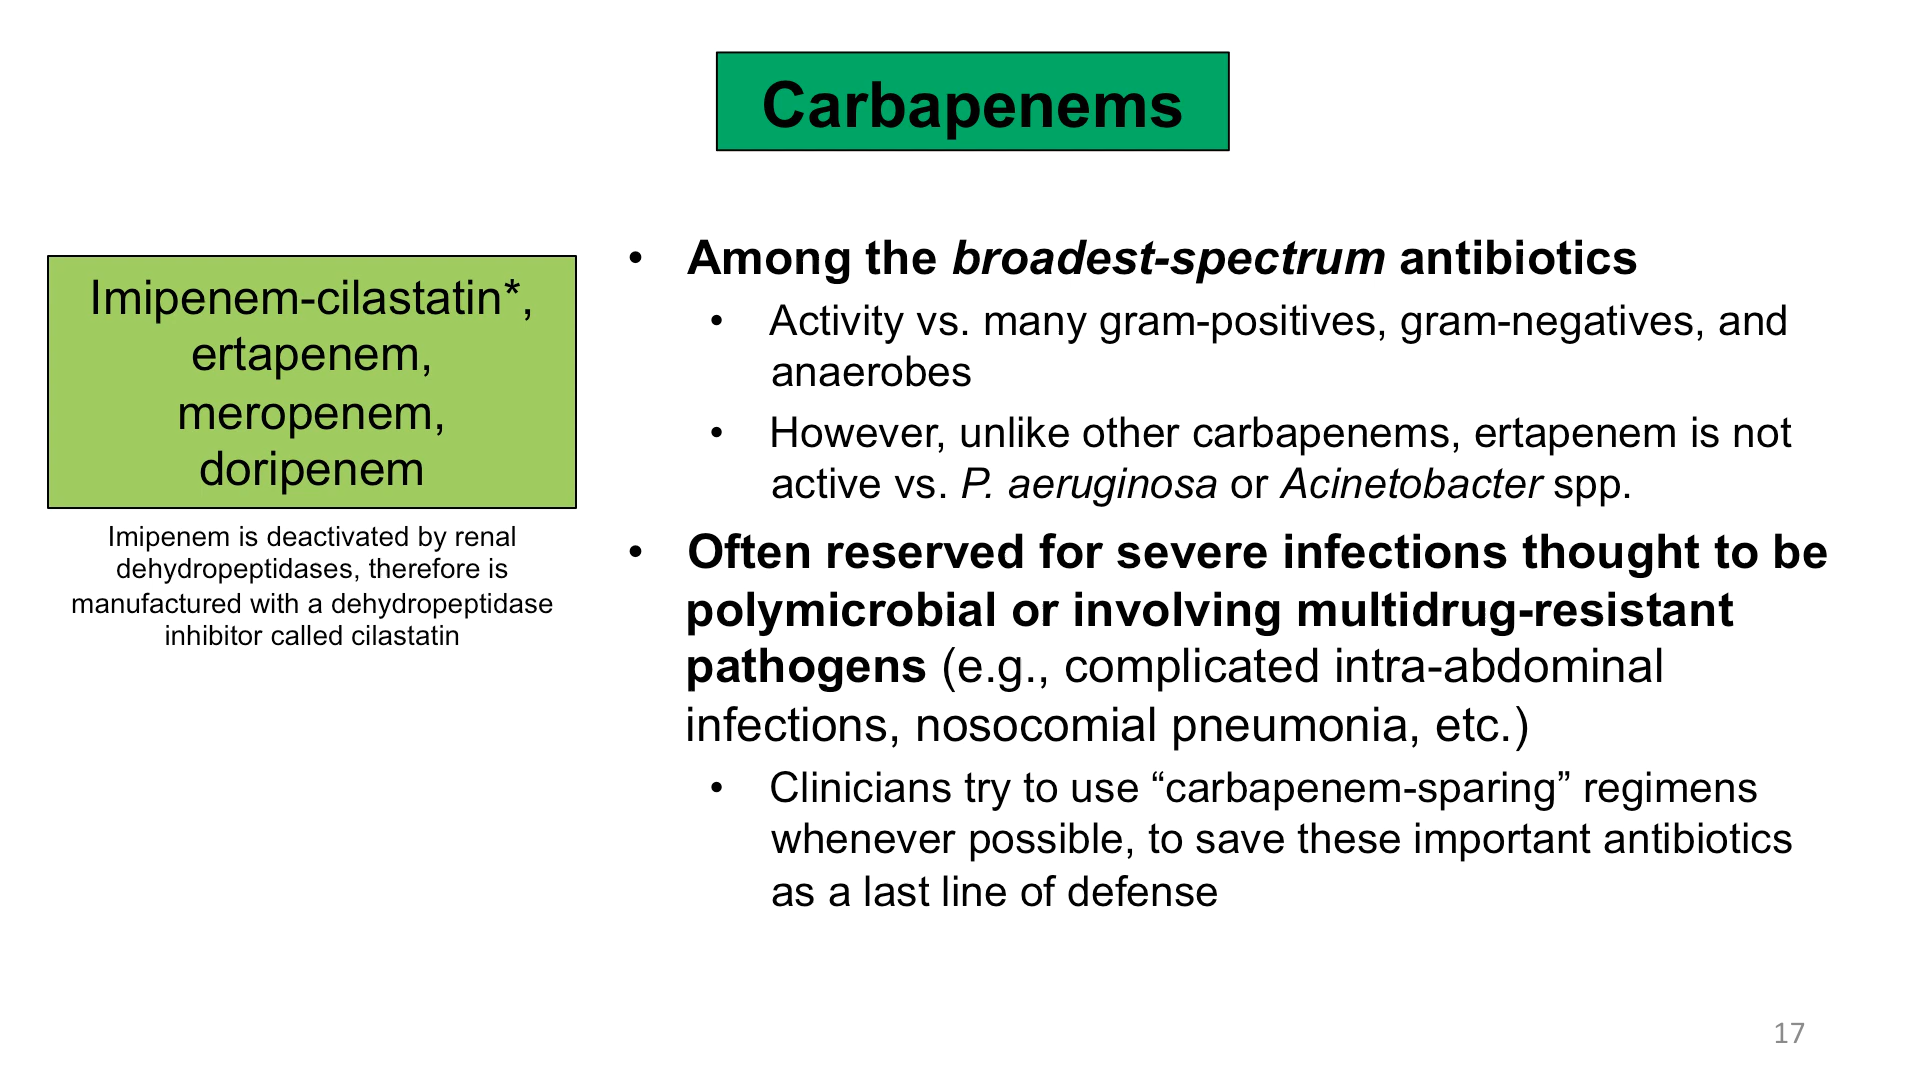 Carbapenems
Imipenem-cilastatin*,
ertapenem,
meropenem,
doripenem
Imipenem is deactivated by renal
dehydropeptidases, therefore is
manufactured with a dehydropeptidase
inhibitor called cilastatin
• Among the broadest-spectrum antibiotics
• Activity vs. many gram-positives, gram-negatives, and
anaerobes
• However, unlike other carbapenems, ertapenem is not
active vs. P. aeruginosa or Acinetobacter spp.
• Often reserved for severe infections thought to be
polymicrobial or involving multidrug-resistant
pathogens (e.g., complicated intra-abdominal
infections, nosocomial pneumonia, etc.)
• Clinicians try to use “carbapenem-sparing” regimens
whenever possible, to save these important antibiotics
as a last line of defense
17